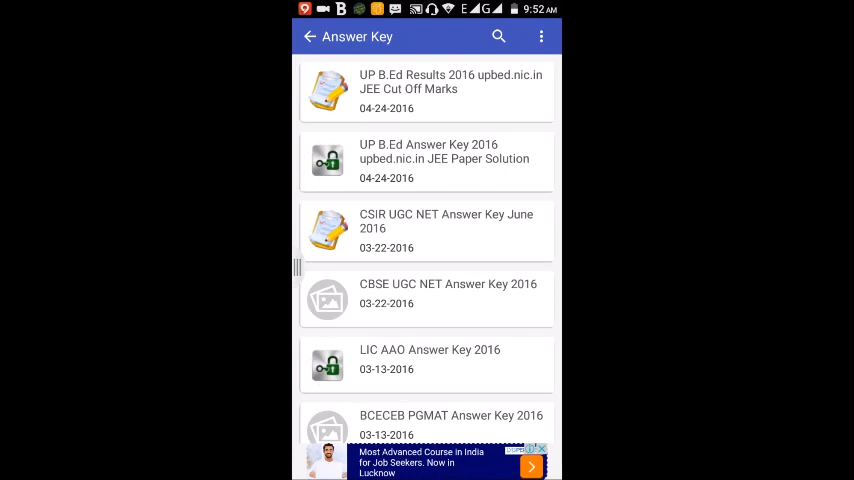 9:52 AM
Answer Key
UP B.Ed Results 2016 upbed.nic.in
JEE Cut Off Marks
04-24-2016
UP B.Ed Answer Key 2016
upbed.nic.in JEE Paper Solution
04-24-2016
CSIR UGC NET Answer Key June
2016
03-22-2016
CBSE UGC NET Answer Key 2016
03-22-2016
LIC AAO Answer Key 2016
03-13-2016
BCECEB PGMAT Answer Key 2016
03-13-2016
Most Advanced Course in India
for Job Seekers. Now in
Lucknow